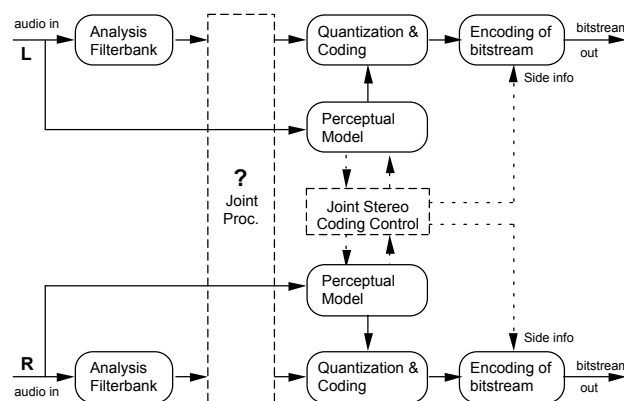 audio in
L
Analysis
Filterbank
Quantization &
Coding
Encoding of
bitstream
bitstream
out
Side info
Perceptual
Model
?
Joint
Proc.
Joint Stereo
Coding Control
Perceptual
Model
Side info
R
audio in
Analysis
Filterbank
Quantization &
Coding
Encoding of
bitstream
bitstream
out